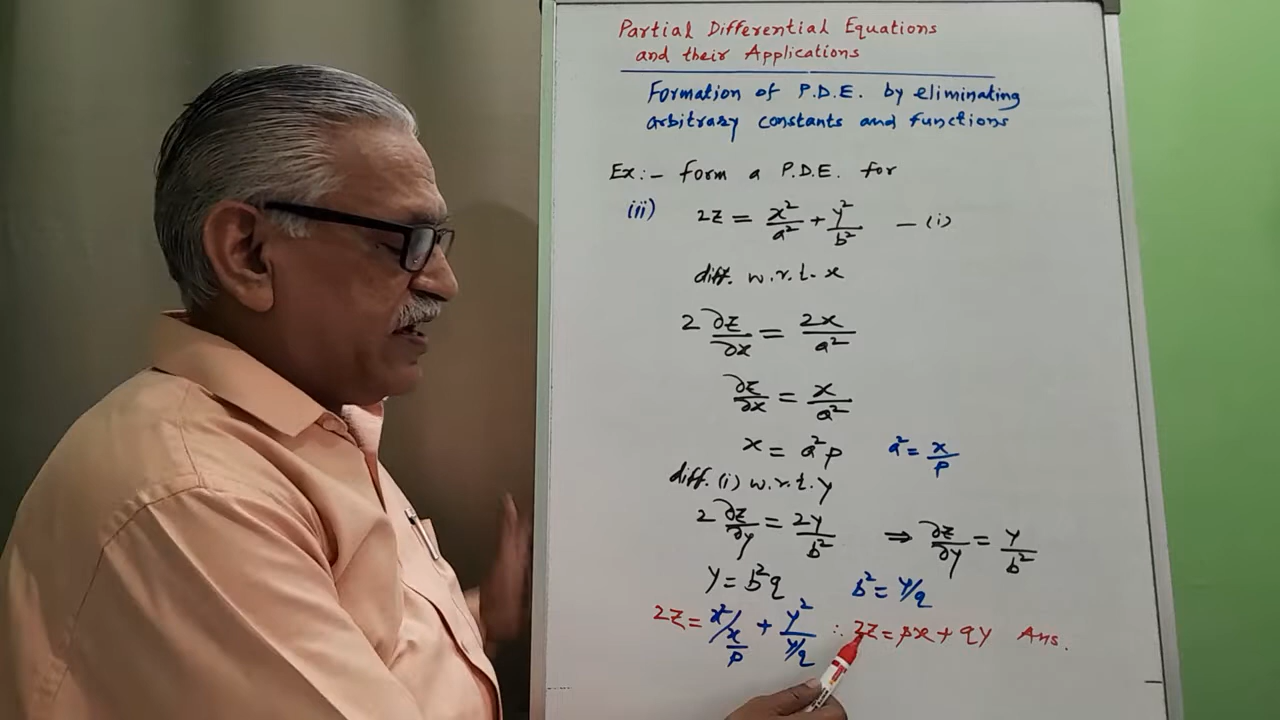 Partial Differential Equations
and their Applications
Formation of P.D.E. by eliminating
arbitrary constants and functions
Ex:- form a P.D.E. for
(iii) 2z = x²/a² + y²/b² — (i)
diff. w.r.t. x
2 ∂z/∂x = 2x/a²
∂z/∂x = x/a²
x = a²p a² = x/p
diff. (i) w.r.t. y
2 ∂z/∂y = 2y/b² ⇒ ∂z/∂y = y/b²
y = b²q b² = y/q
2z = x²/(x/p) + y²/(y/q) ∴ 2z = px + qy Ans.